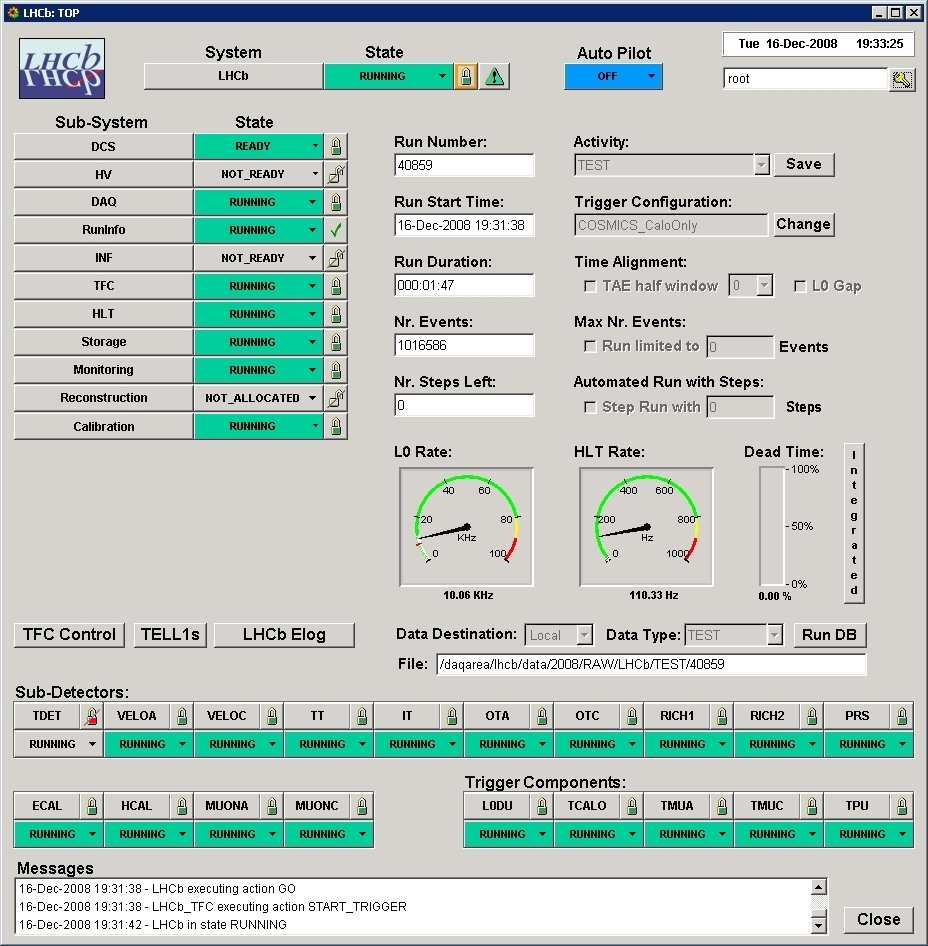 LHCb: TOP
LHCb
System State Auto Pilot Tue 16-Dec-2008 19:33:25
LHCb RUNNING OFF root
Sub-System State
DCS READY
HV NOT_READY
DAQ RUNNING
RunInfo RUNNING
INF NOT_READY
TFC RUNNING
HLT RUNNING
Storage RUNNING
Monitoring RUNNING
Reconstruction NOT_ALLOCATED
Calibration RUNNING
Run Number: Activity:
40859 TEST Save
Run Start Time: Trigger Configuration:
16-Dec-2008 19:31:38 COSMICS_CaloOnly Change
Run Duration: Time Alignment:
000:01:47 TAE half window 0 L0 Gap
Nr. Events: Max Nr. Events:
1016586 Run limited to 0 Events
Nr. Steps Left: Automated Run with Steps:
0 Step Run with 0 Steps
L0 Rate: HLT Rate: Dead Time:
0 20 40 60 80 100 KHz
10.06 KHz
0 200 400 600 800 1000 Hz
110.33 Hz
100%
50%
0%
0.00 %
Integrated
TFC Control TELL1s LHCb Elog Data Destination: Local Data Type: TEST Run DB
File: /daqarea/lhcb/data/2008/RAW/LHCb/TEST/40859
Sub-Detectors:
TDET VELOA VELOC TT IT OTA OTC RICH1 RICH2 PRS
RUNNING RUNNING RUNNING RUNNING RUNNING RUNNING RUNNING RUNNING RUNNING RUNNING
Trigger Components:
ECAL HCAL MUONA MUONC L0DU TCALO TMUA TMUC TPU
RUNNING RUNNING RUNNING RUNNING RUNNING RUNNING RUNNING RUNNING RUNNING
Messages
16-Dec-2008 19:31:38 - LHCb executing action GO
16-Dec-2008 19:31:38 - LHCb_TFC executing action START_TRIGGER
16-Dec-2008 19:31:42 - LHCb in state RUNNING
Close